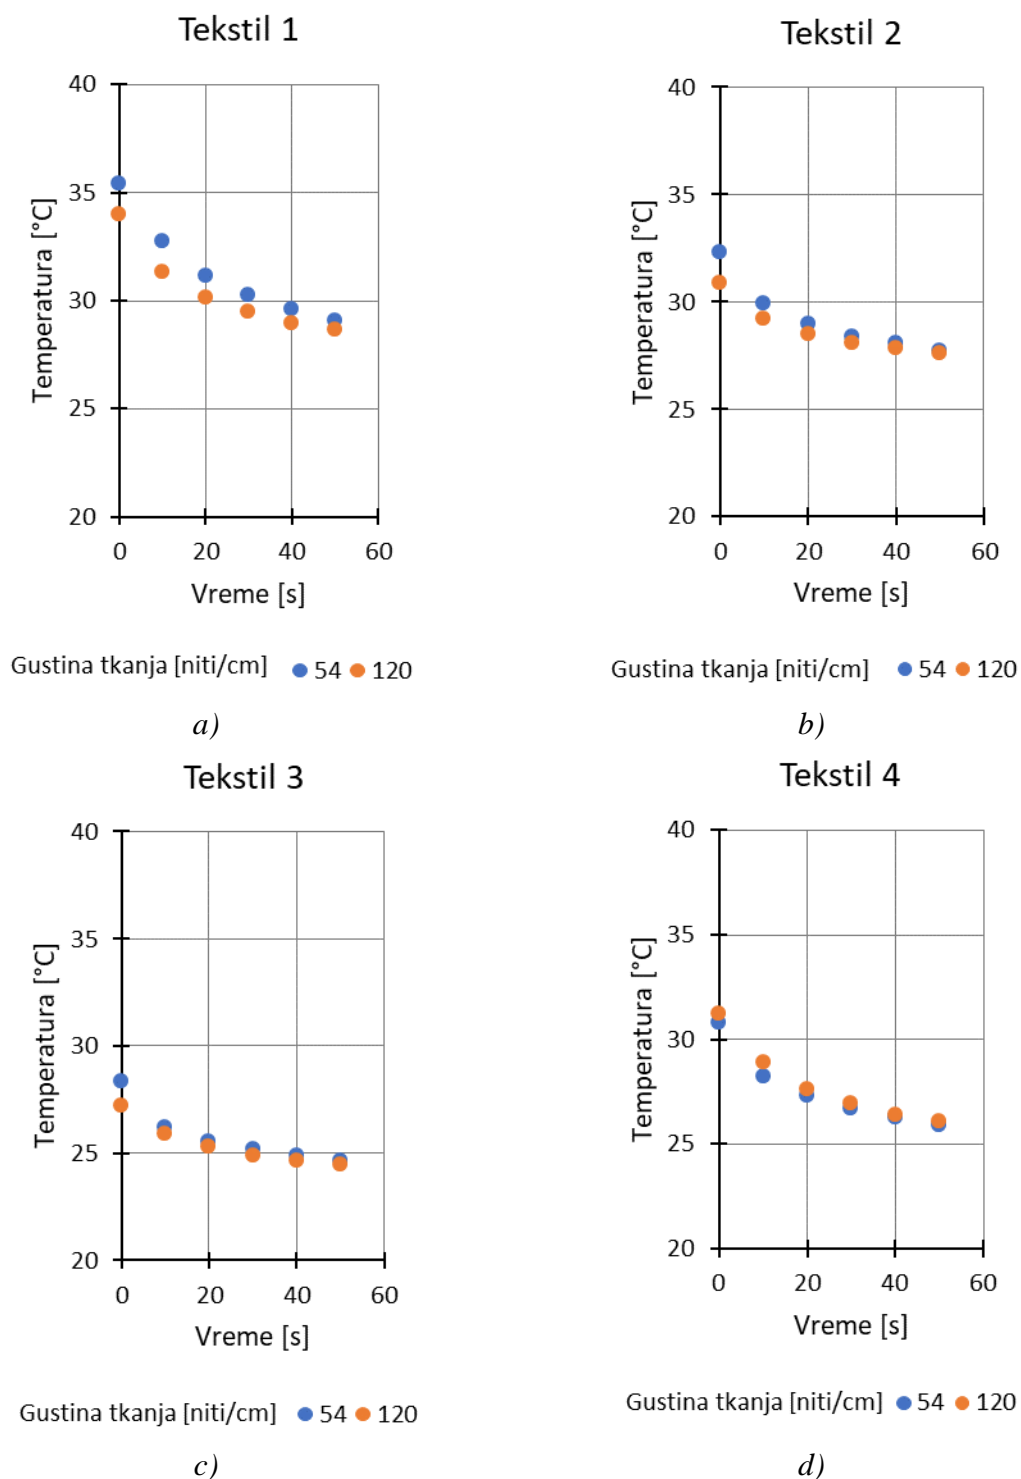 Tekstil 1
40
35
30
25
20
Temperatura [°C]
0 20 40 60
Vreme [s]
Gustina tkanja [niti/cm] 54 120
a)
Tekstil 2
40
35
30
25
20
Temperatura [°C]
0 20 40 60
Vreme [s]
Gustina tkanja [niti/cm] 54 120
b)
Tekstil 3
40
35
30
25
20
Temperatura [°C]
0 20 40 60
Vreme [s]
Gustina tkanja [niti/cm] 54 120
c)
Tekstil 4
40
35
30
25
20
Temperatura [°C]
0 20 40 60
Vreme [s]
Gustina tkanja [niti/cm] 54 120
d)